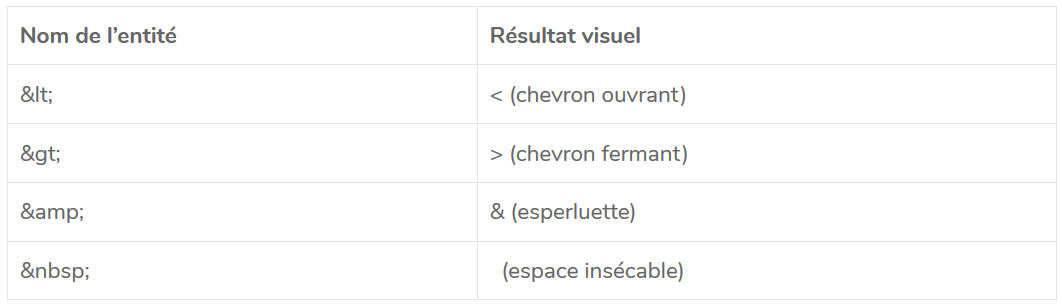 Nom de l’entité Résultat visuel
&lt; < (chevron ouvrant)
&gt; > (chevron fermant)
&amp; & (esperluette)
&nbsp; (espace insécable)